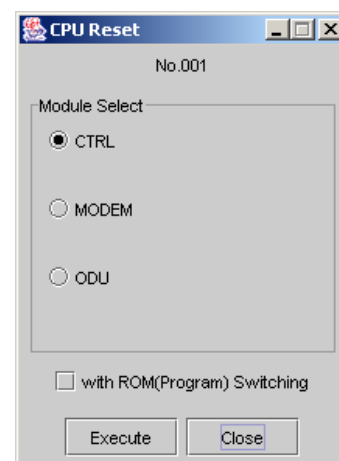 CPU Reset
No.001
Module Select
CTRL
MODEM
ODU
with ROM(Program) Switching
Execute Close